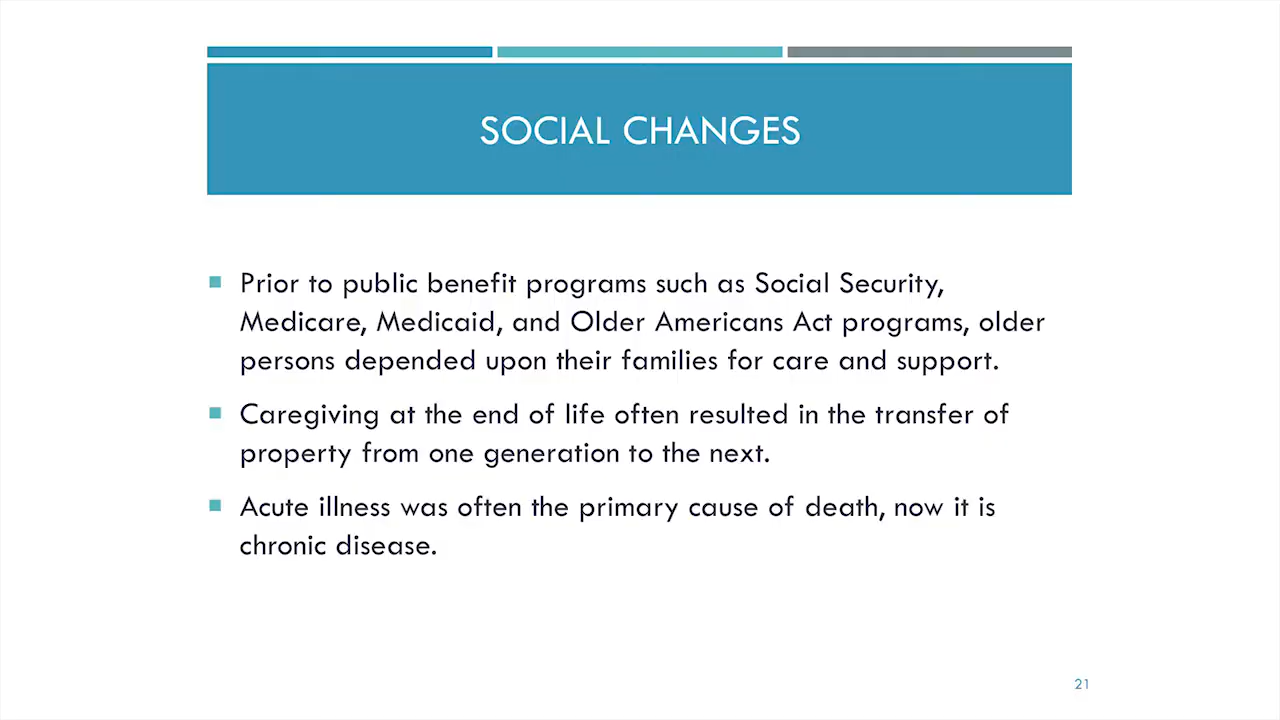 SOCIAL CHANGES
Prior to public benefit programs such as Social Security,
Medicare, Medicaid, and Older Americans Act programs, older
persons depended upon their families for care and support.
Caregiving at the end of life often resulted in the transfer of
property from one generation to the next.
Acute illness was often the primary cause of death, now it is
chronic disease.
21